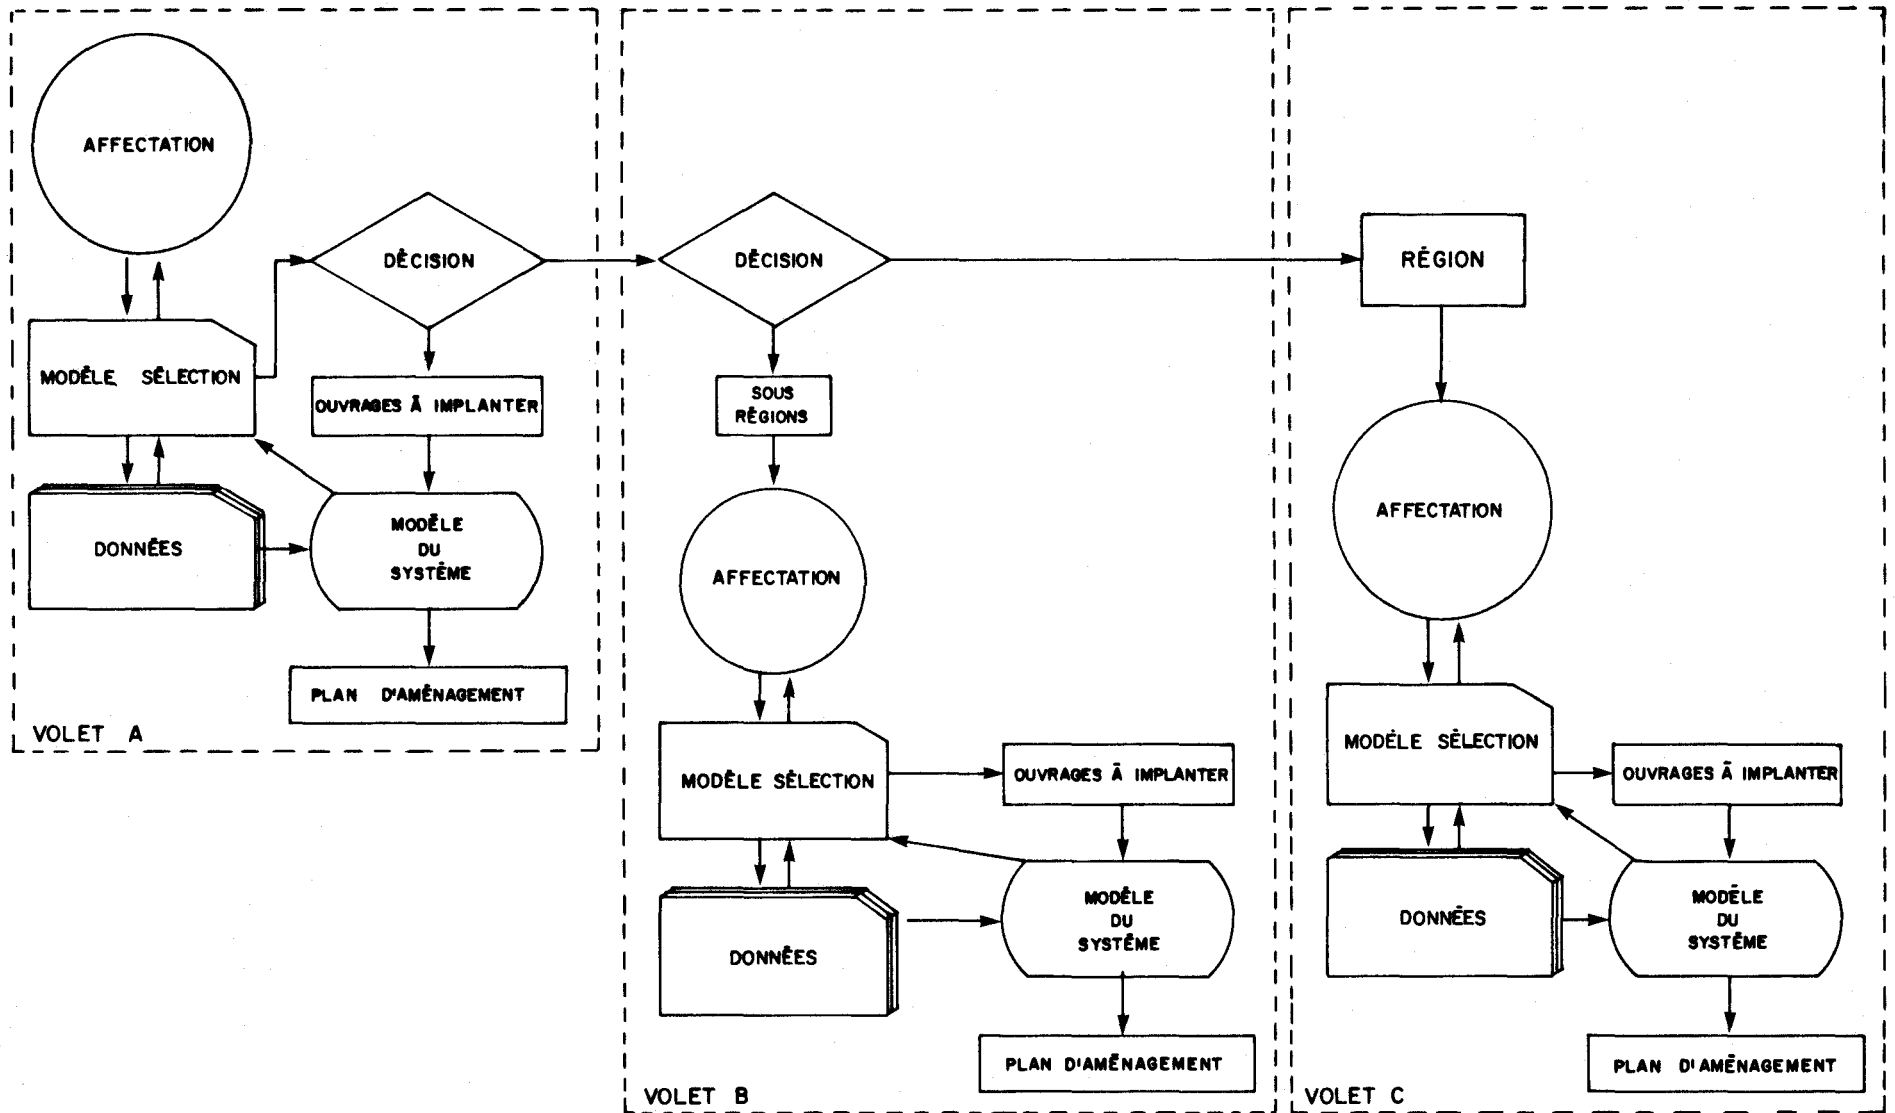 AFFECTATION
DÉCISION
MODÈLE SÉLECTION
OUVRAGES À IMPLANTER
DONNÉES
MODÈLE
DU
SYSTÈME
PLAN D'AMÉNAGEMENT
VOLET A
DÉCISION
SOUS
RÉGIONS
AFFECTATION
MODÈLE SÉLECTION
OUVRAGES À IMPLANTER
DONNÉES
MODÈLE
DU
SYSTÈME
PLAN D'AMÉNAGEMENT
VOLET B
RÉGION
AFFECTATION
MODÈLE SÉLECTION
OUVRAGES À IMPLANTER
DONNÉES
MODÈLE
DU
SYSTÈME
PLAN D'AMÉNAGEMENT
VOLET C